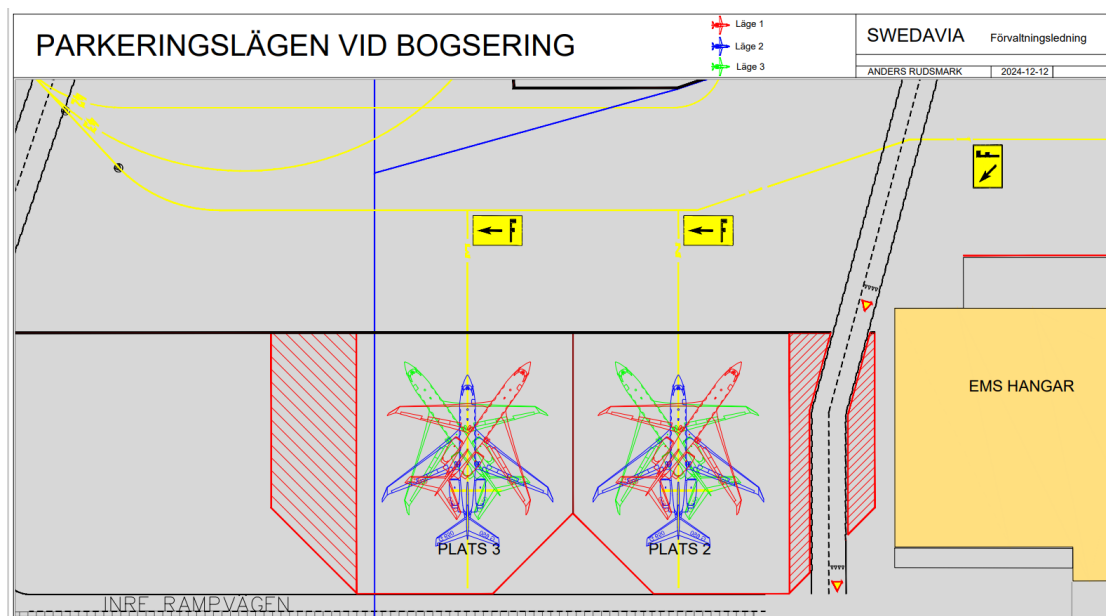 PARKERINGSLÄGEN VID BOGSERING
Läge 1
Läge 2
Läge 3
SWEDAVIA Förvaltningsledning
ANDERS RUDSMARK 2024-12-12
EMS HANGAR
PLATS 3
PLATS 2
INRE RAMPVÄGEN